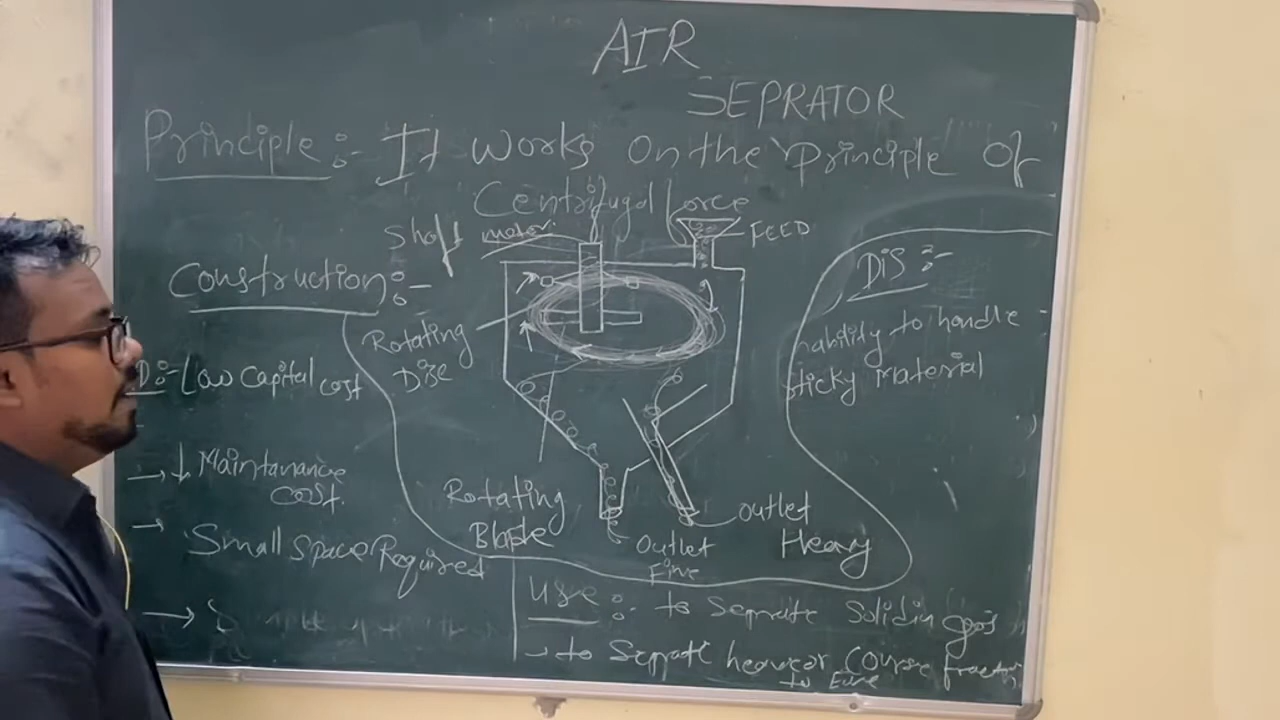 AIR
SEPRATOR
Principle :- It Works On the Principle Of
Centrifugal force
Shaft motor
FEED
Construction :-
Rotating
Disc
DiS :-
nability to handle
sticky Material
D :- Low Capital cost
→ ↓ Maintanance
cost.
→ Small Space Required
→
Rotating
Blade
Outlet
Fine
Outlet
Heavy
Use :- to Seprate Solid in gas
→ to Seprate heavier or Course fraction
to Fine